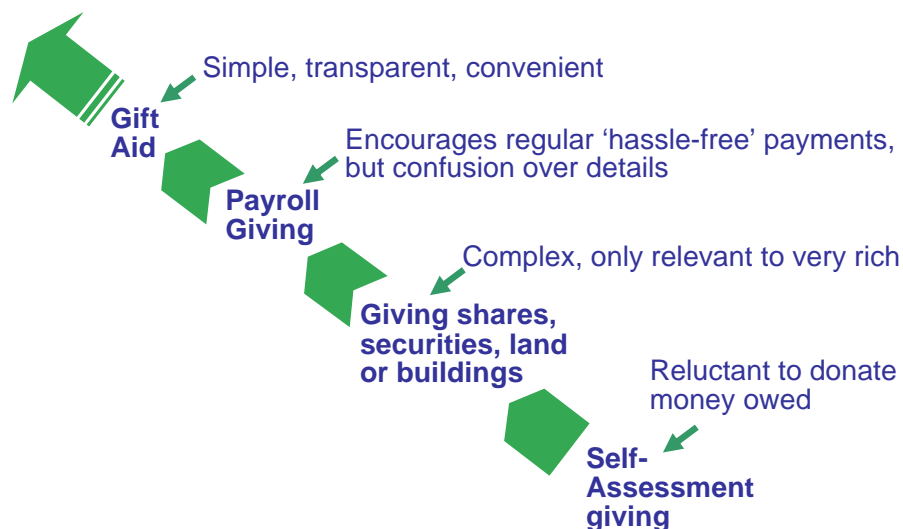 Simple, transparent, convenient
Gift
Aid
Encourages regular ‘hassle-free’ payments,
but confusion over details
Payroll
Giving
Complex, only relevant to very rich
Giving shares,
securities, land
or buildings
Reluctant to donate
money owed
Self-
Assessment
giving